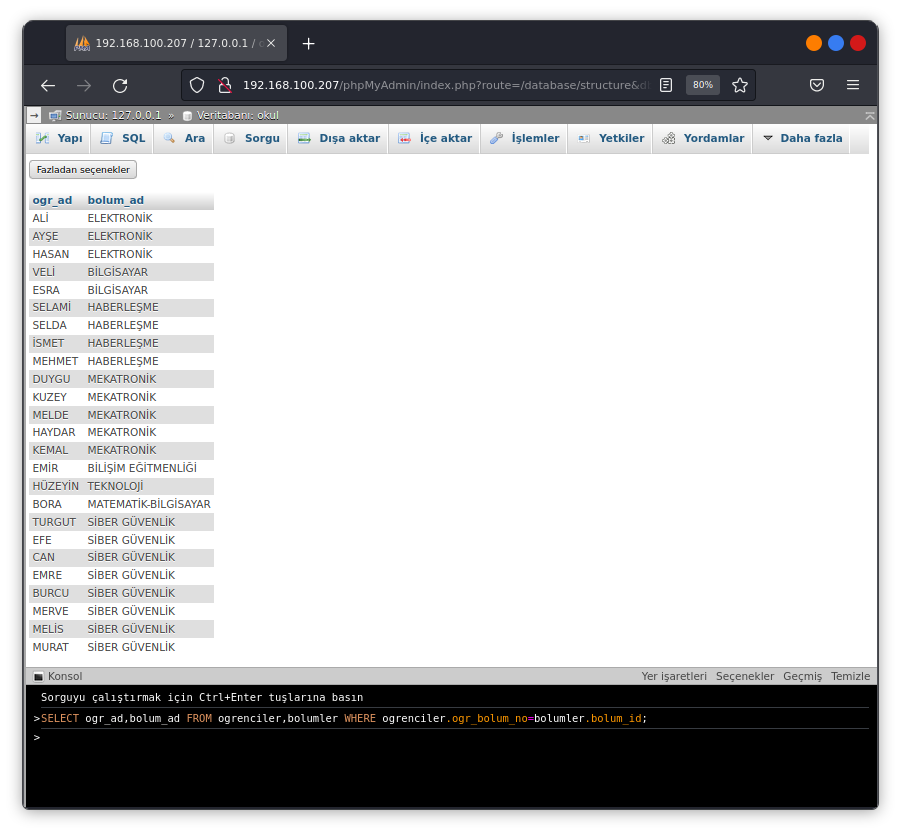 192.168.100.207 / 127.0.0.1 /
192.168.100.207/phpMyAdmin/index.php?route=/database/structure&d
80%
Sunucu: 127.0.0.1 » Veritabanı: okul
Yapı SQL Ara Sorgu Dışa aktar İçe aktar İşlemler Yetkiler Yordamlar Daha fazla
Fazladan seçenekler
ogr_ad bolum_ad
ALİ ELEKTRONİK
AYŞE ELEKTRONİK
HASAN ELEKTRONİK
VELİ BİLGİSAYAR
ESRA BİLGİSAYAR
SELAMİ HABERLEŞME
SELDA HABERLEŞME
İSMET HABERLEŞME
MEHMET HABERLEŞME
DUYGU MEKATRONİK
KUZEY MEKATRONİK
MELDE MEKATRONİK
HAYDAR MEKATRONİK
KEMAL MEKATRONİK
EMİR BİLİŞİM EĞİTMENLİĞİ
HÜZEYİN TEKNOLOJİ
BORA MATEMATİK-BİLGİSAYAR
TURGUT SİBER GÜVENLİK
EFE SİBER GÜVENLİK
CAN SİBER GÜVENLİK
EMRE SİBER GÜVENLİK
BURCU SİBER GÜVENLİK
MERVE SİBER GÜVENLİK
MELİS SİBER GÜVENLİK
MURAT SİBER GÜVENLİK
Konsol Yer işaretleri Seçenekler Geçmiş Temizle
Sorguyu çalıştırmak için Ctrl+Enter tuşlarına basın
>SELECT ogr_ad,bolum_ad FROM ogrenciler,bolumler WHERE ogrenciler.ogr_bolum_no=bolumler.bolum_id;
>